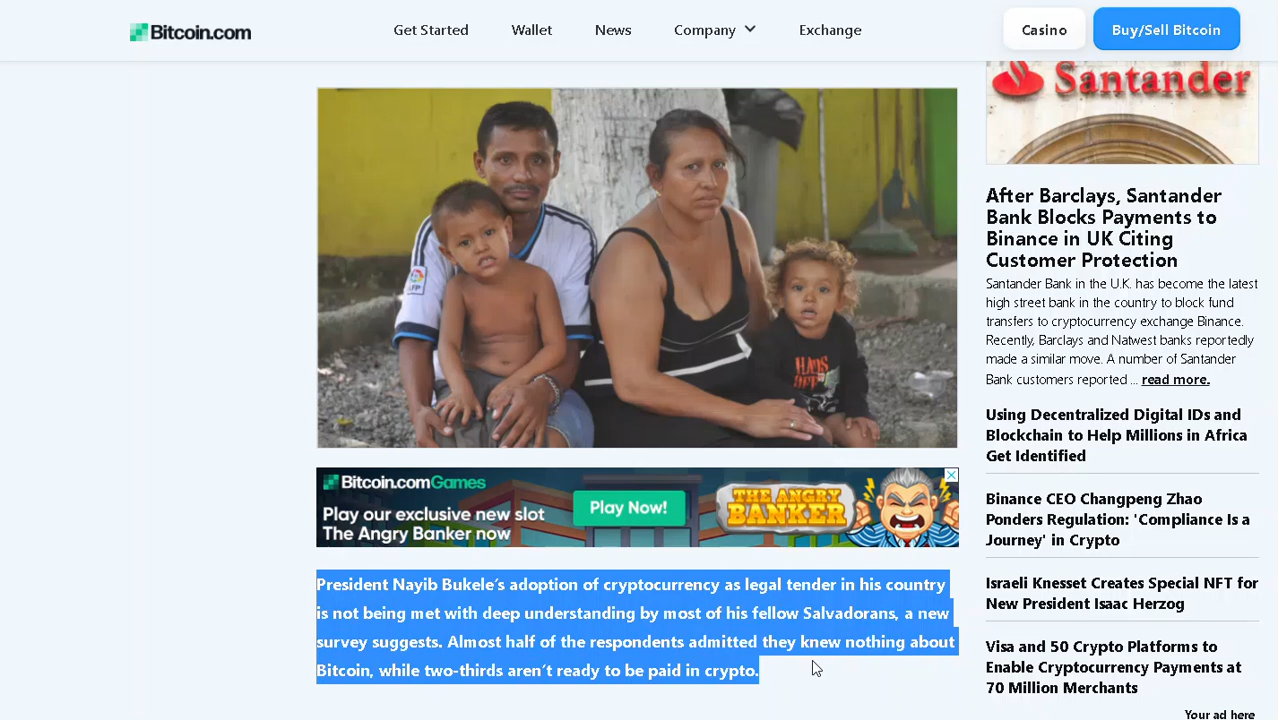 Bitcoin.com
Get Started
Wallet
News
Company
Exchange
Casino
Buy/Sell Bitcoin
LFP
Bitcoin.com Games
Play our exclusive new slot
The Angry Banker now
Play Now!
THE ANGRY
BANKER
President Nayib Bukele's adoption of cryptocurrency as legal tender in his country
is not being met with deep understanding by most of his fellow Salvadorans, a new
survey suggests. Almost half of the respondents admitted they knew nothing about
Bitcoin, while two-thirds aren't ready to be paid in crypto.
Santander
After Barclays, Santander
Bank Blocks Payments to
Binance in UK Citing
Customer Protection
Santander Bank in the U.K. has become the latest
high street bank in the country to block fund
transfers to cryptocurrency exchange Binance.
Recently, Barclays and Natwest banks reportedly
made a similar move. A number of Santander
Bank customers reported ... read more.
Using Decentralized Digital IDs and
Blockchain to Help Millions in Africa
Get Identified
Binance CEO Changpeng Zhao
Ponders Regulation: 'Compliance Is a
Journey' in Crypto
Israeli Knesset Creates Special NFT for
New President Isaac Herzog
Visa and 50 Crypto Platforms to
Enable Cryptocurrency Payments at
70 Million Merchants
Your ad here